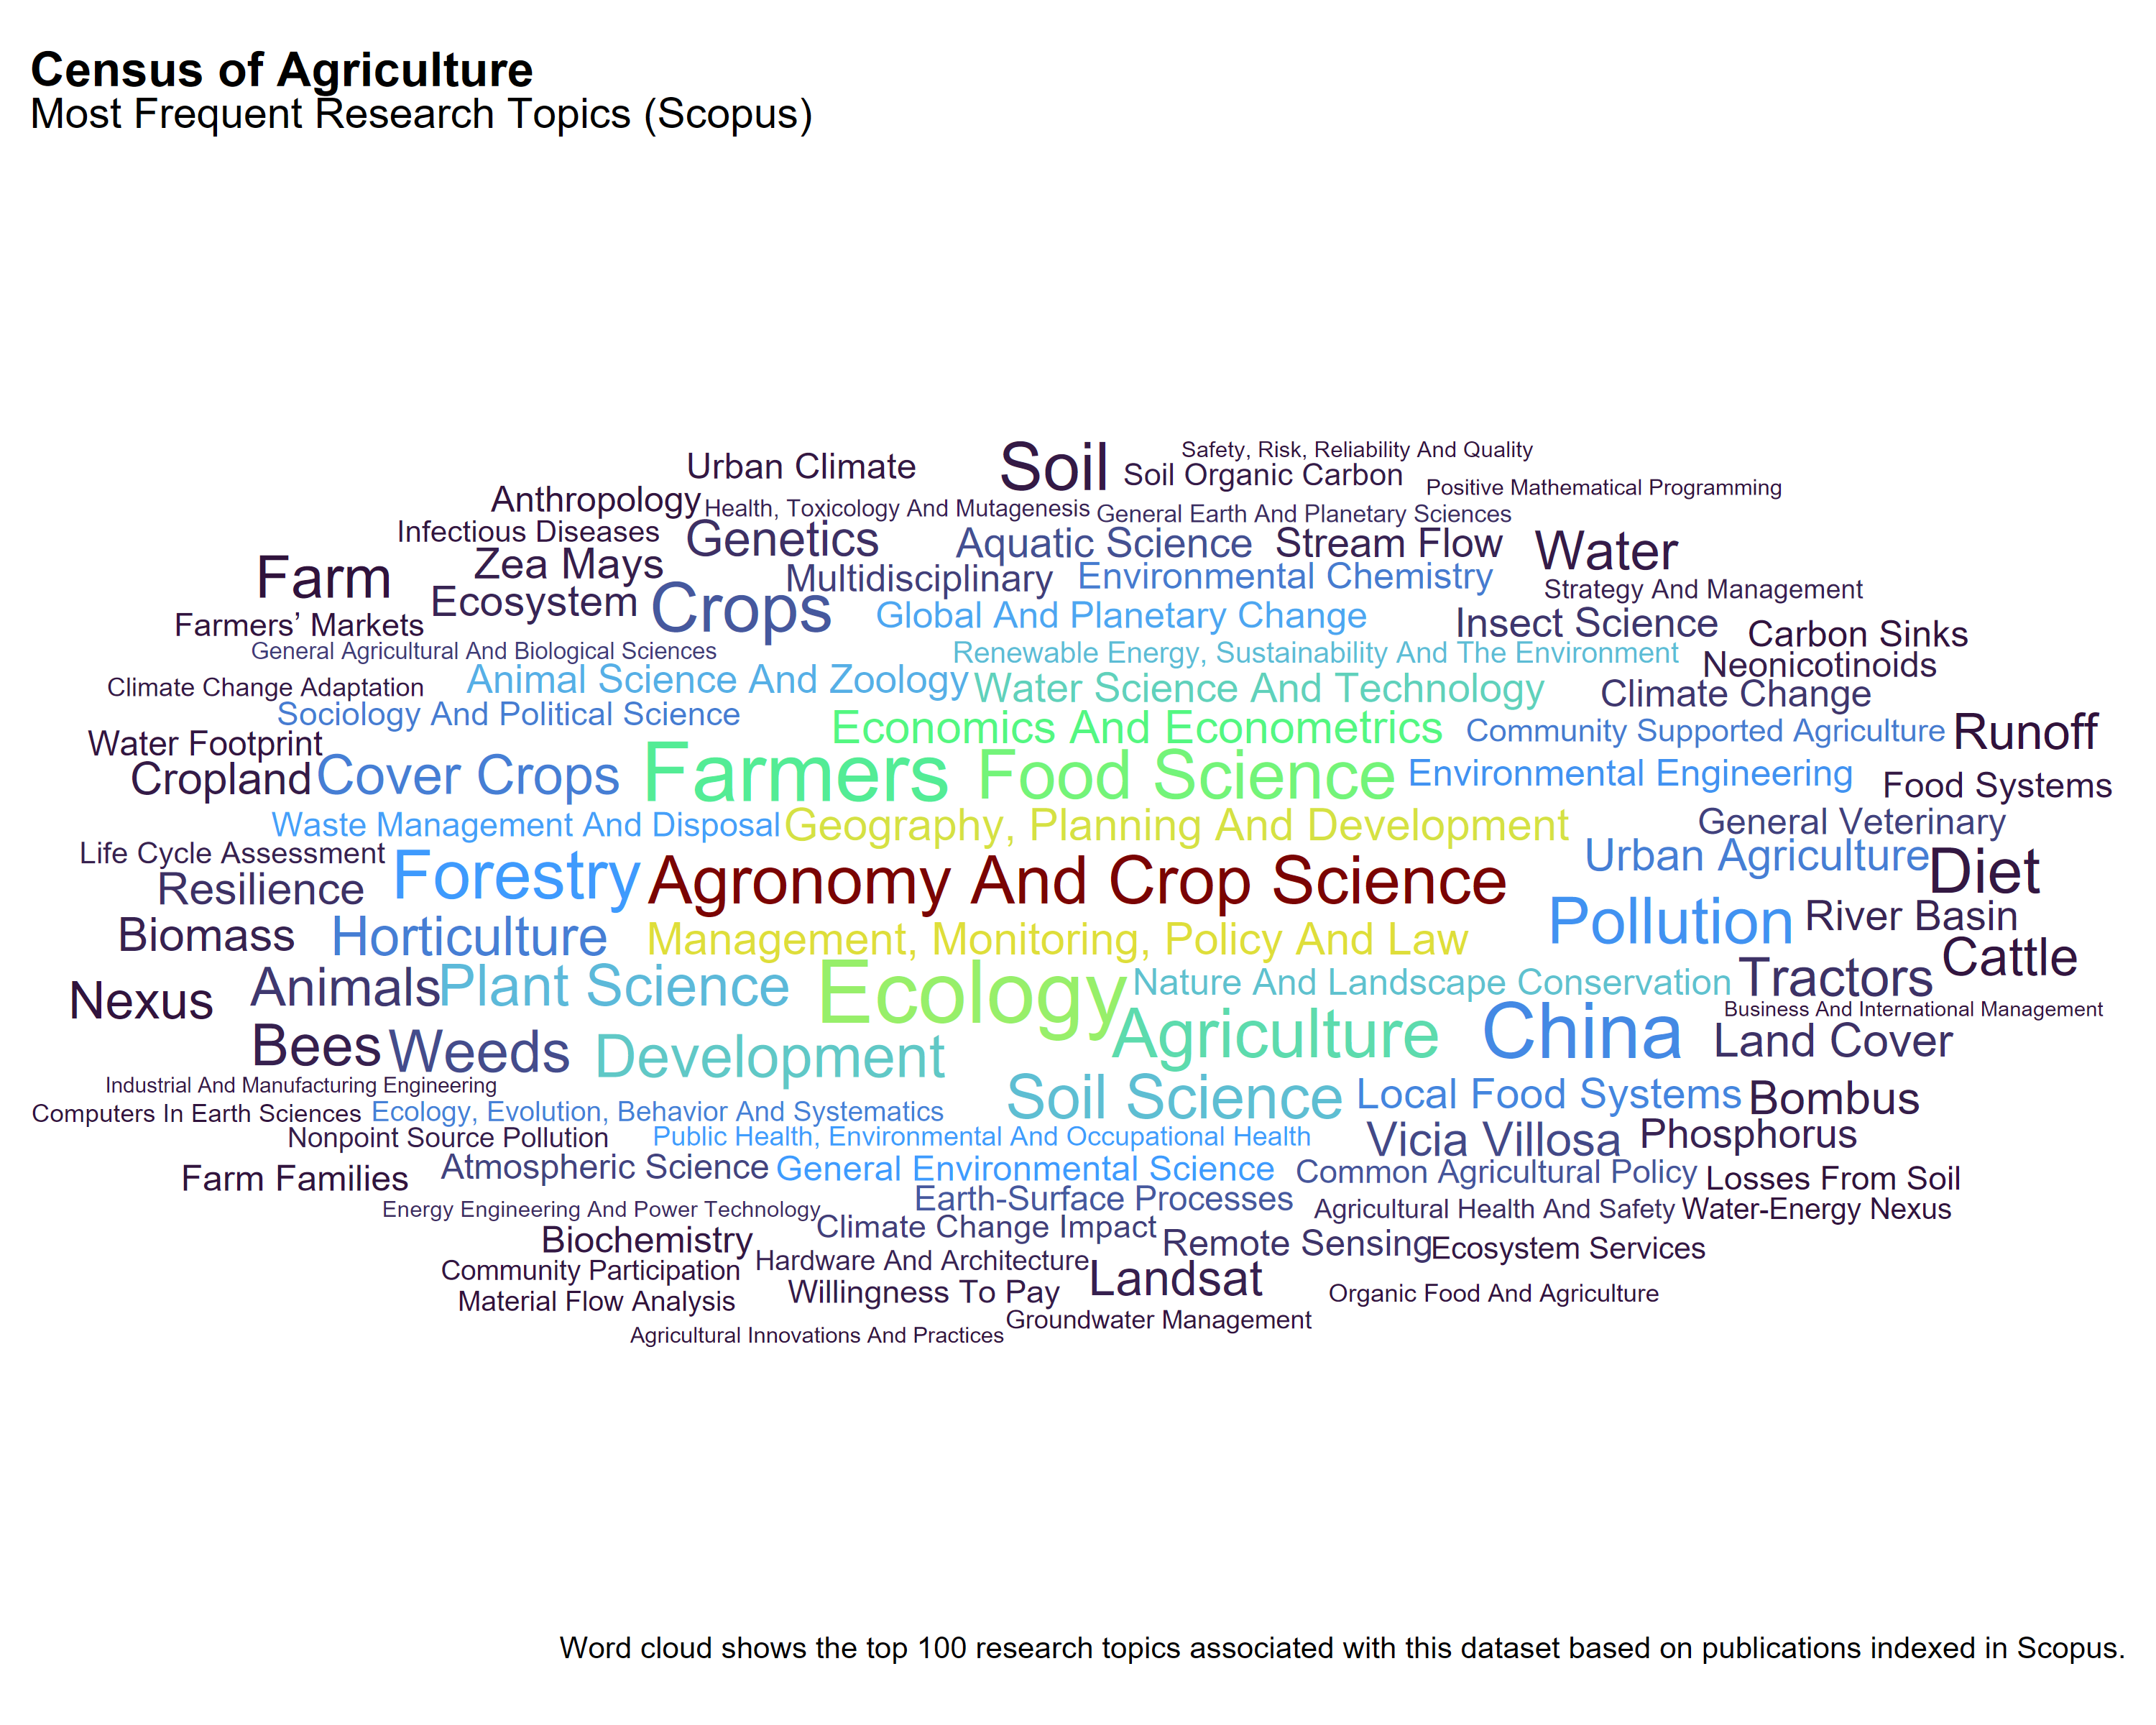 Census of Agriculture
Most Frequent Research Topics (Scopus)
Safety, Risk, Reliability And Quality
Urban Climate
Soil
Soil Organic Carbon
Positive Mathematical Programming
Anthropology
Health, Toxicology And Mutagenesis
General Earth And Planetary Sciences
Infectious Diseases
Genetics
Aquatic Science
Stream Flow
Water
Farm
Zea Mays
Multidisciplinary
Environmental Chemistry
Strategy And Management
Ecosystem
Crops
Global And Planetary Change
Insect Science
Farmers’ Markets
Carbon Sinks
General Agricultural And Biological Sciences
Renewable Energy, Sustainability And The Environment
Neonicotinoids
Climate Change Adaptation
Animal Science And Zoology
Water Science And Technology
Climate Change
Sociology And Political Science
Economics And Econometrics
Community Supported Agriculture
Runoff
Water Footprint
Cropland
Cover Crops
Farmers
Food Science
Environmental Engineering
Food Systems
Waste Management And Disposal
Geography, Planning And Development
General Veterinary
Life Cycle Assessment
Urban Agriculture
Diet
Resilience
Forestry
Agronomy And Crop Science
Pollution
River Basin
Biomass
Horticulture
Management, Monitoring, Policy And Law
Cattle
Nexus
Animals
Plant Science
Ecology
Nature And Landscape Conservation
Tractors
Business And International Management
Bees
Weeds
Development
Agriculture
China
Land Cover
Industrial And Manufacturing Engineering
Soil Science
Local Food Systems
Bombus
Computers In Earth Sciences
Ecology, Evolution, Behavior And Systematics
Nonpoint Source Pollution
Public Health, Environmental And Occupational Health
Vicia Villosa
Phosphorus
Farm Families
Atmospheric Science
General Environmental Science
Common Agricultural Policy
Losses From Soil
Energy Engineering And Power Technology
Earth-Surface Processes
Agricultural Health And Safety
Water-Energy Nexus
Biochemistry
Climate Change Impact
Remote Sensing
Ecosystem Services
Community Participation
Hardware And Architecture
Landsat
Material Flow Analysis
Willingness To Pay
Organic Food And Agriculture
Groundwater Management
Agricultural Innovations And Practices
Word cloud shows the top 100 research topics associated with this dataset based on publications indexed in Scopus.